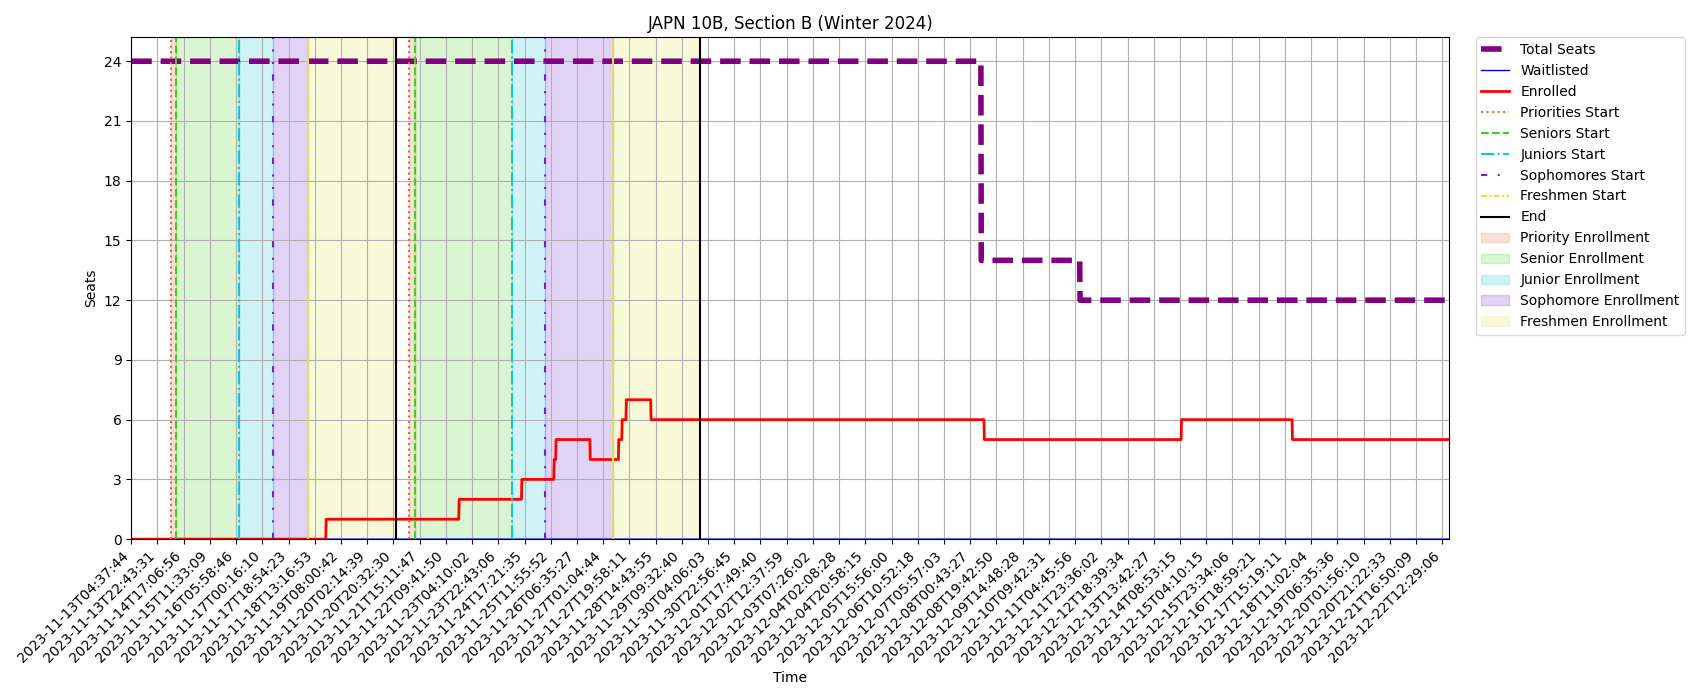 JAPN 10B, Section B (Winter 2024)
Seats
24
21
18
15
12
9
6
3
0
2023-11-13T04:37:44
2023-11-13T22:43:31
2023-11-14T17:06:56
2023-11-15T11:33:09
2023-11-16T05:58:46
2023-11-17T00:16:10
2023-11-17T18:54:23
2023-11-18T13:16:53
2023-11-19T08:00:42
2023-11-20T02:14:39
2023-11-20T20:32:30
2023-11-21T15:11:47
2023-11-22T09:41:50
2023-11-23T04:10:02
2023-11-23T22:43:06
2023-11-24T17:21:35
2023-11-25T11:55:52
2023-11-26T06:35:27
2023-11-27T01:04:44
2023-11-27T19:58:11
2023-11-28T14:43:55
2023-11-29T09:32:40
2023-11-30T04:06:03
2023-11-30T22:56:45
2023-12-01T17:49:40
2023-12-02T12:37:59
2023-12-03T07:26:02
2023-12-04T02:08:28
2023-12-04T20:58:15
2023-12-05T15:56:00
2023-12-06T10:52:18
2023-12-07T05:57:03
2023-12-08T00:43:27
2023-12-08T19:42:50
2023-12-09T14:48:28
2023-12-10T09:42:31
2023-12-11T04:45:56
2023-12-11T23:36:02
2023-12-12T18:39:34
2023-12-13T13:42:27
2023-12-14T08:53:15
2023-12-15T04:10:15
2023-12-15T23:34:06
2023-12-16T18:59:21
2023-12-17T15:19:11
2023-12-18T11:02:04
2023-12-19T06:35:36
2023-12-20T01:56:10
2023-12-20T21:22:33
2023-12-21T16:50:09
2023-12-22T12:29:06
Time
Total Seats
Waitlisted
Enrolled
Priorities Start
Seniors Start
Juniors Start
Sophomores Start
Freshmen Start
End
Priority Enrollment
Senior Enrollment
Junior Enrollment
Sophomore Enrollment
Freshmen Enrollment